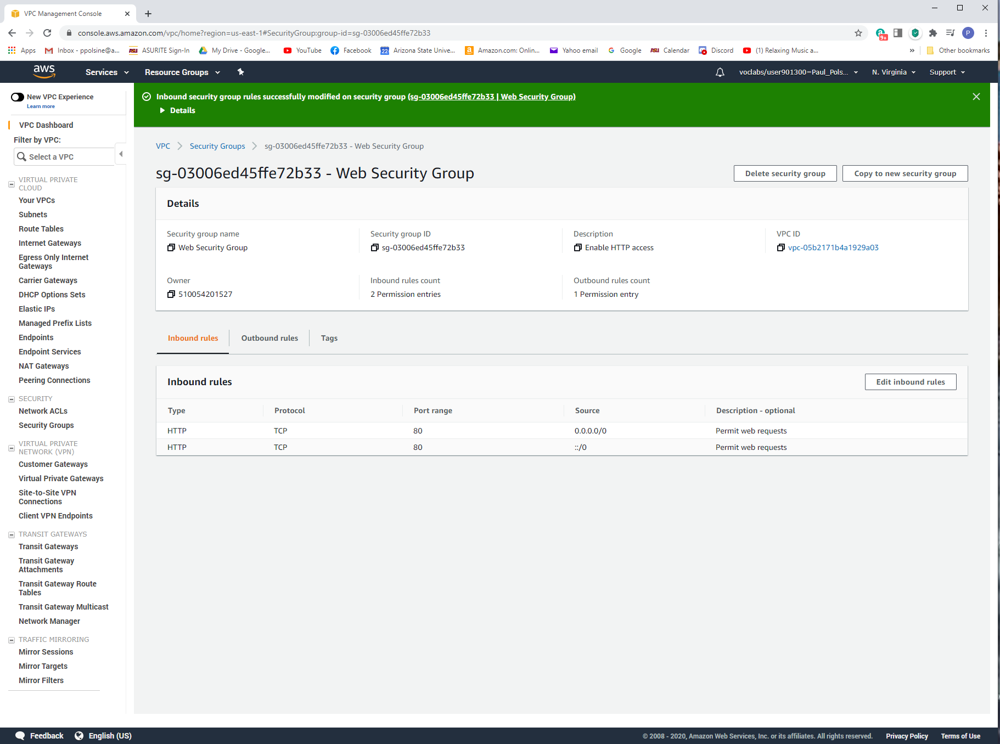 VPC Management Console
console.aws.amazon.com/vpc/home?region=us-east-1#SecurityGroup:group-id=sg-03006ed45ffe72b33
9+
P
Apps
Inbox - ppolsine@a...
ASURITE Sign-In
My Drive - Google...
YouTube
Facebook
Arizona State Unive...
Amazon.com: Onlin...
Yahoo email
Google
Calendar
Discord
(1) Relaxing Music a...
»
Other bookmarks
aws
Services
Resource Groups
voclabs/user901300=Paul_Pols...
N. Virginia
Support
New VPC Experience
Learn more
VPC Dashboard
Filter by VPC:
Select a VPC
VIRTUAL PRIVATE
CLOUD
Your VPCs
Subnets
Route Tables
Internet Gateways
Egress Only Internet
Gateways
Carrier Gateways
DHCP Options Sets
Elastic IPs
Managed Prefix Lists
Endpoints
Endpoint Services
NAT Gateways
Peering Connections
SECURITY
Network ACLs
Security Groups
VIRTUAL PRIVATE
NETWORK (VPN)
Customer Gateways
Virtual Private Gateways
Site-to-Site VPN
Connections
Client VPN Endpoints
TRANSIT GATEWAYS
Transit Gateways
Transit Gateway
Attachments
Transit Gateway Route
Tables
Transit Gateway Multicast
Network Manager
TRAFFIC MIRRORING
Mirror Sessions
Mirror Targets
Mirror Filters
Inbound security group rules successfully modified on security group (sg-03006ed45ffe72b33 | Web Security Group)
Details
VPC > Security Groups > sg-03006ed45ffe72b33 - Web Security Group
sg-03006ed45ffe72b33 - Web Security Group
Delete security group
Copy to new security group
Details
Security group name
Web Security Group
Security group ID
sg-03006ed45ffe72b33
Description
Enable HTTP access
VPC ID
vpc-05b2171b4a1929a03
Owner
510054201527
Inbound rules count
2 Permission entries
Outbound rules count
1 Permission entry
Inbound rules
Outbound rules
Tags
Inbound rules
Edit inbound rules
Type Protocol Port range Source Description - optional
HTTP TCP 80 0.0.0.0/0 Permit web requests
HTTP TCP 80 ::/0 Permit web requests
Feedback
English (US)
© 2008 - 2020, Amazon Web Services, Inc. or its affiliates. All rights reserved.
Privacy Policy
Terms of Use